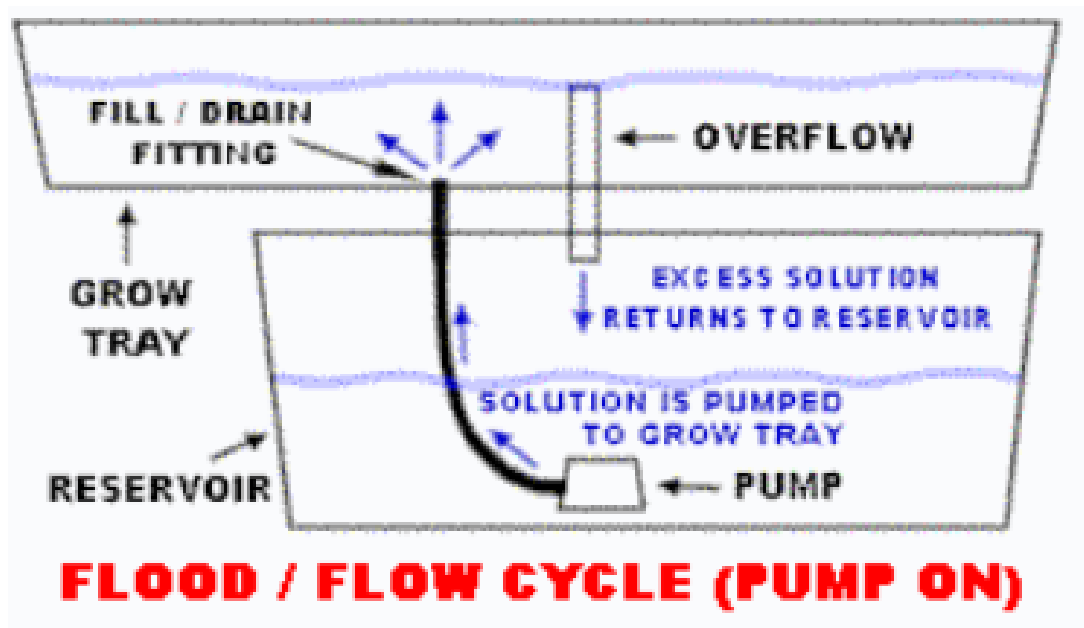 FILL / DRAIN
FITTING
OVERFLOW
GROW
TRAY
EXCESS SOLUTION
RETURNS TO RESERVOIR
SOLUTION IS PUMPED
TO GROW TRAY
RESERVOIR
PUMP
FLOOD / FLOW CYCLE (PUMP ON)